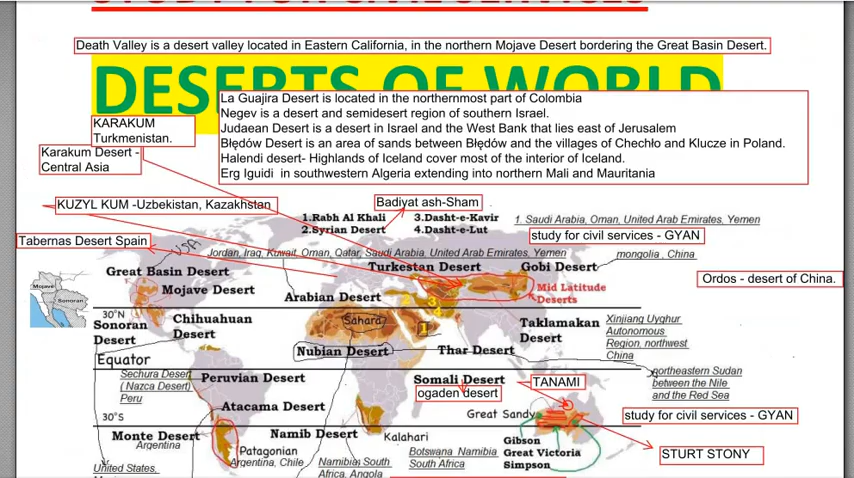 STUDY FOR CIVIL SERVICES
Death Valley is a desert valley located in Eastern California, in the northern Mojave Desert bordering the Great Basin Desert.
DESERTS OF WORLD
La Guajira Desert is located in the northernmost part of Colombia
Negev is a desert and semidesert region of southern Israel.
Judaean Desert is a desert in Israel and the West Bank that lies east of Jerusalem
Błędów Desert is an area of sands between Błędów and the villages of Chechło and Klucze in Poland.
Halendi desert- Highlands of Iceland cover most of the interior of Iceland.
Erg Iguidi in southwestern Algeria extending into northern Mali and Mauritania
KARAKUM
Turkmenistan.
Karakum Desert -
Central Asia
KUZYL KUM -Uzbekistan, Kazakhstan
Badiyat ash-Sham
1.Rabh Al Khali 3.Dasht-e-Kavir
2.Syrian Desert 4.Dasht-e-Lut
1. Saudi Arabia, Oman, United Arab Emirates, Yemen
study for civil services - GYAN
Tabernas Desert Spain
USA
Jordan, Iraq, Kuwait, Oman, Qatar, Saudi Arabia, United Arab Emirates, Yemen
mongolia , China
Great Basin Desert
Turkestan Desert
Gobi Desert
Ordos - desert of China.
Mojave
Sonoran
Mojave Desert
Arabian Desert
Mid Latitude
Deserts
2
3
4
1
30°N
Sonoran
Desert
Chihuahuan
Desert
Sahara
Taklamakan
Desert
Xinjiang Uyghur
Autonomous
Region, northwest
China
Equator
Nubian Desert
Thar Desert
Sechura Desert
( Nazca Desert)
Peru
Peruvian Desert
Somali Desert
ogaden desert
TANAMI
northeastern Sudan
between the Nile
and the Red Sea
30°S
Atacama Desert
Great Sandy
study for civil services - GYAN
Monte Desert
Argentina
Namib Desert
Kalahari
Patagonian
Argentina, Chile
Gibson
Great Victoria
Simpson
STURT STONY
Botswana Namibia
South Africa
Namibia, South
Africa, Angola
United States,